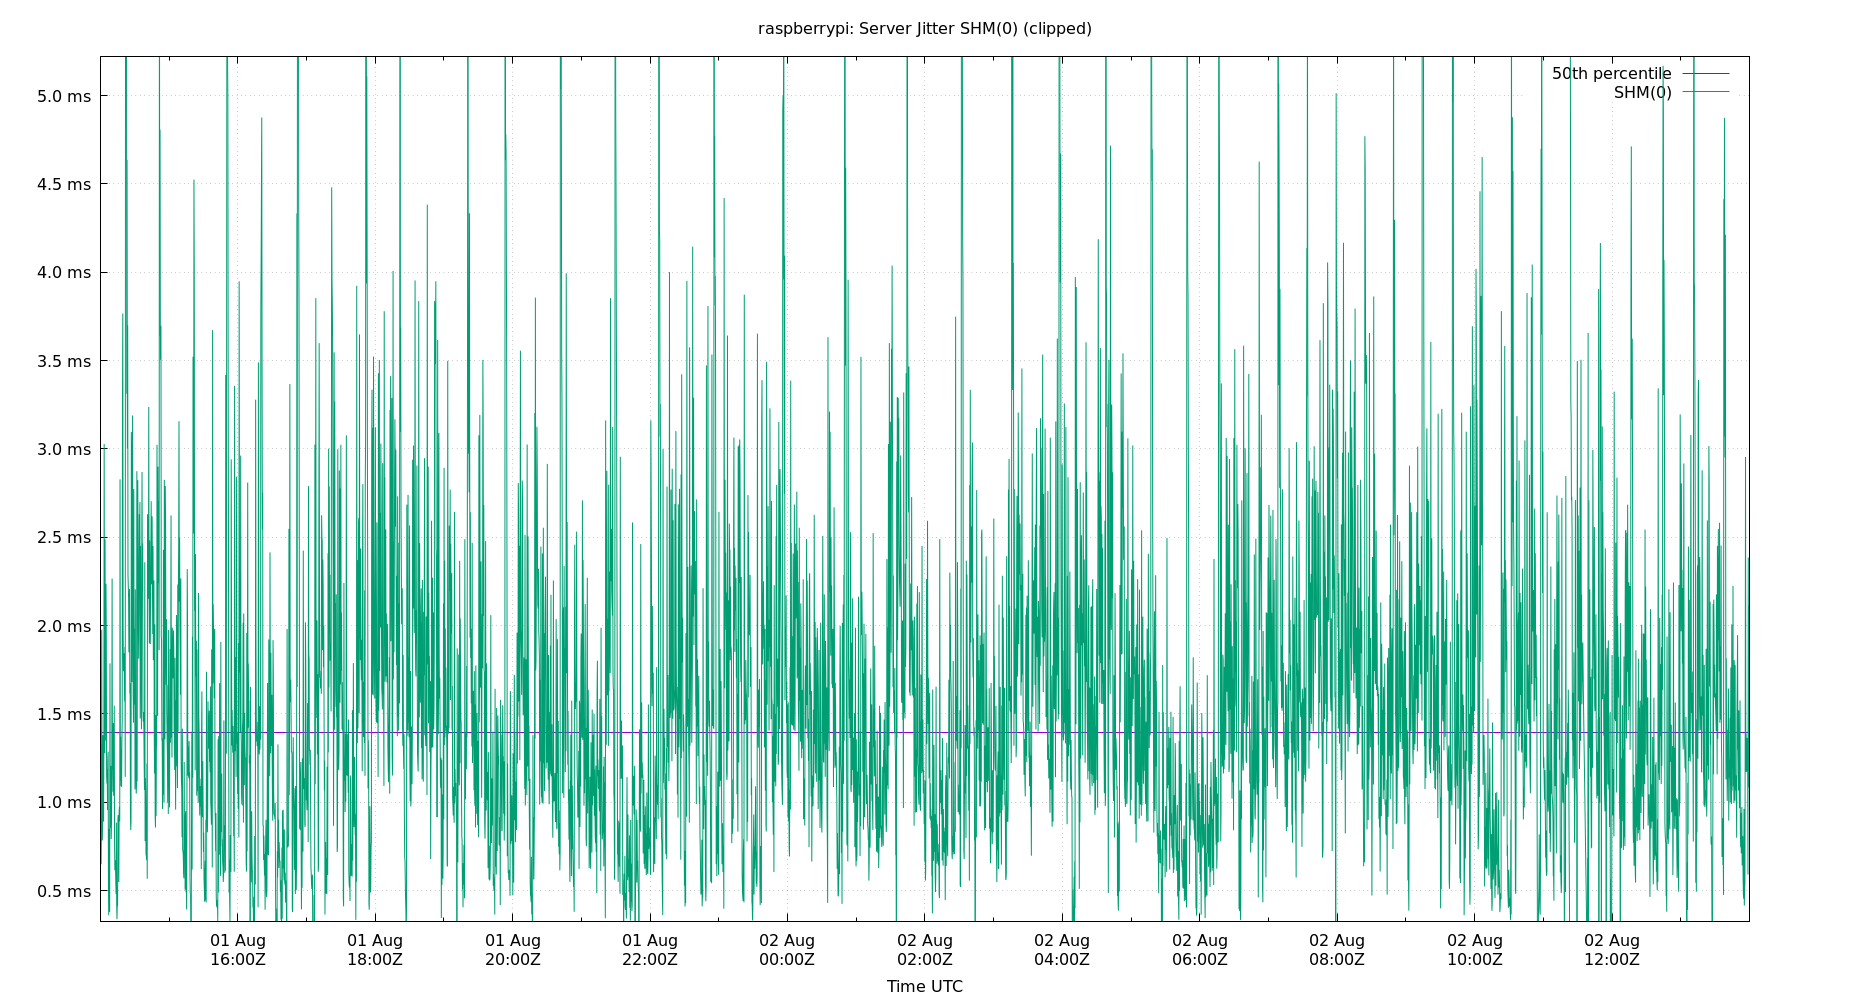 raspberrypi: Server Jitter SHM(0) (clipped)
50th percentile
SHM(0)
5.0 ms
4.5 ms
4.0 ms
3.5 ms
3.0 ms
2.5 ms
2.0 ms
1.5 ms
1.0 ms
0.5 ms
01 Aug 01 Aug 01 Aug 01 Aug 02 Aug 02 Aug 02 Aug 02 Aug 02 Aug 02 Aug 02 Aug
16:00Z 18:00Z 20:00Z 22:00Z 00:00Z 02:00Z 04:00Z 06:00Z 08:00Z 10:00Z 12:00Z
Time UTC